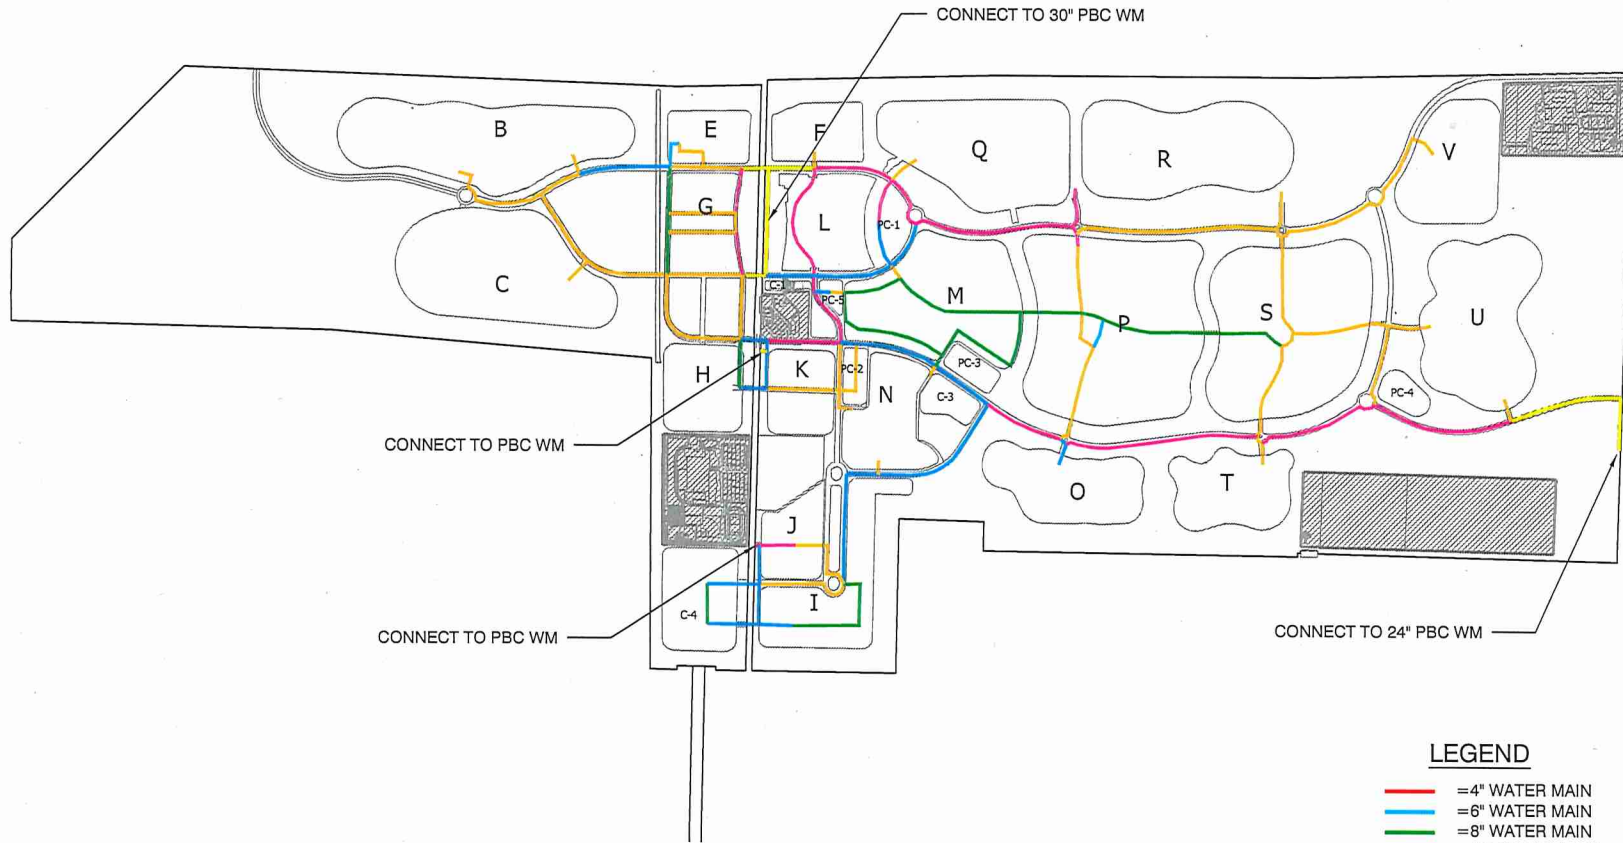 CONNECT TO 30" PBC WM
B
E
F
Q
R
V
G
L
PC-1
C
C-1
PC-5
M
P
S
U
H
K
PC-2
N
PC-3
C-3
PC-4
CONNECT TO PBC WM
O
T
J
I
C-4
CONNECT TO PBC WM
CONNECT TO 24" PBC WM
LEGEND
=4" WATER MAIN
=6" WATER MAIN
=8" WATER MAIN